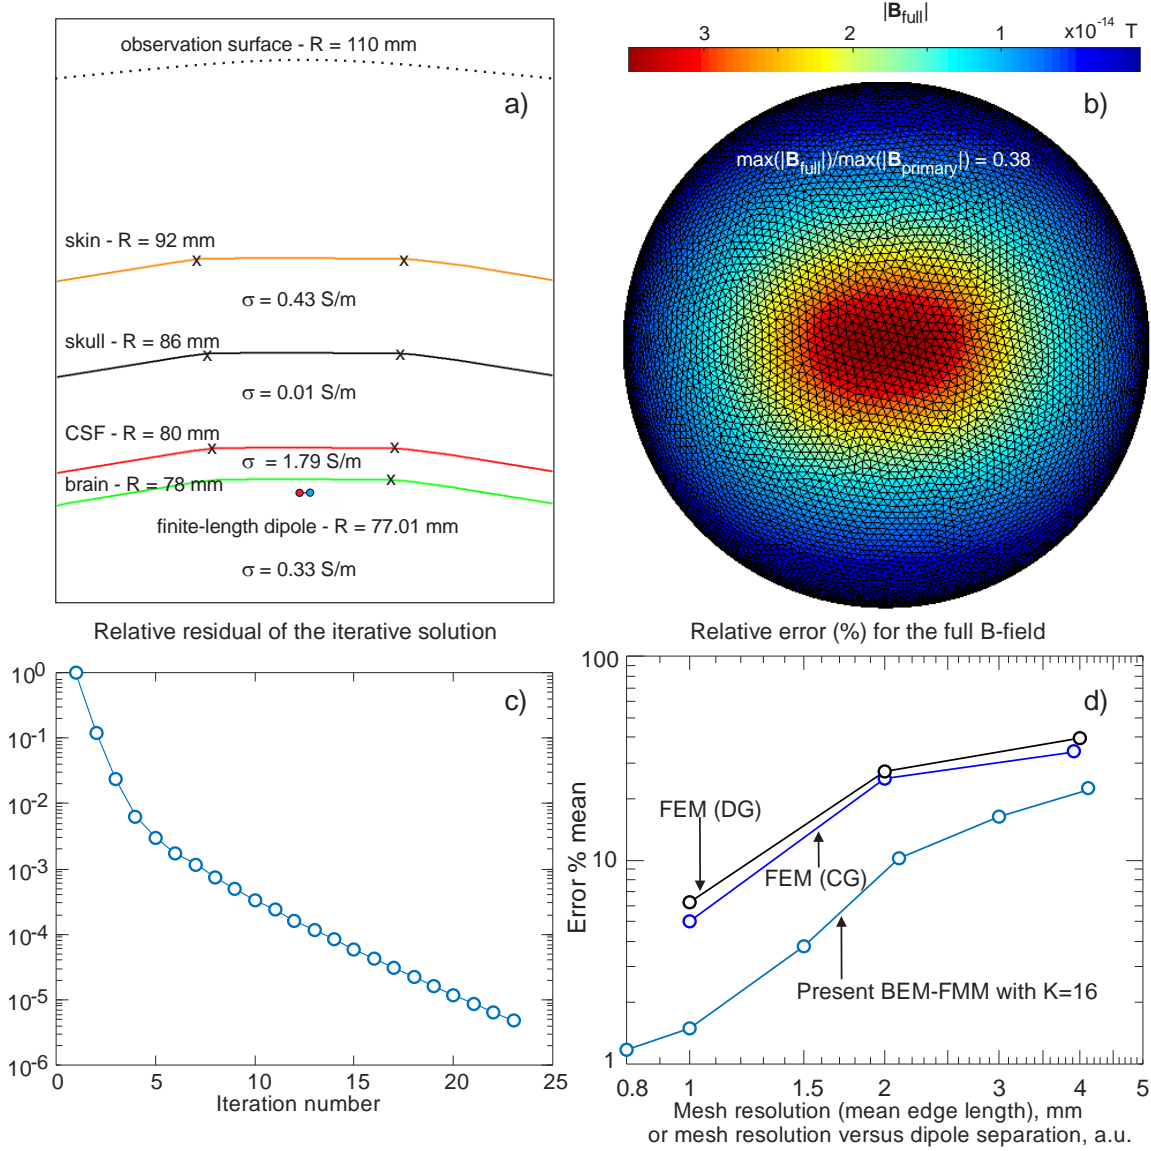 observation surface - R = 110 mm
a)
skin - R = 92 mm
x
x
σ = 0.43 S/m
skull - R = 86 mm
x
x
σ = 0.01 S/m
CSF - R = 80 mm
x
x
σ = 1.79 S/m
brain - R = 78 mm
x
finite-length dipole - R = 77.01 mm
σ = 0.33 S/m
|B_full|
3 2 1 x10^-14 T
b)
max(|B_full|)/max(|B_primary|) = 0.38
Relative residual of the iterative solution
c)
10^0
10^-1
10^-2
10^-3
10^-4
10^-5
10^-6
0 5 10 15 20 25
Iteration number
Relative error (%) for the full B-field
d)
100
10
1
Error % mean
FEM (DG)
FEM (CG)
Present BEM-FMM with K=16
0.8 1 1.5 2 3 4 5
Mesh resolution (mean edge length), mm
or mesh resolution versus dipole separation, a.u.